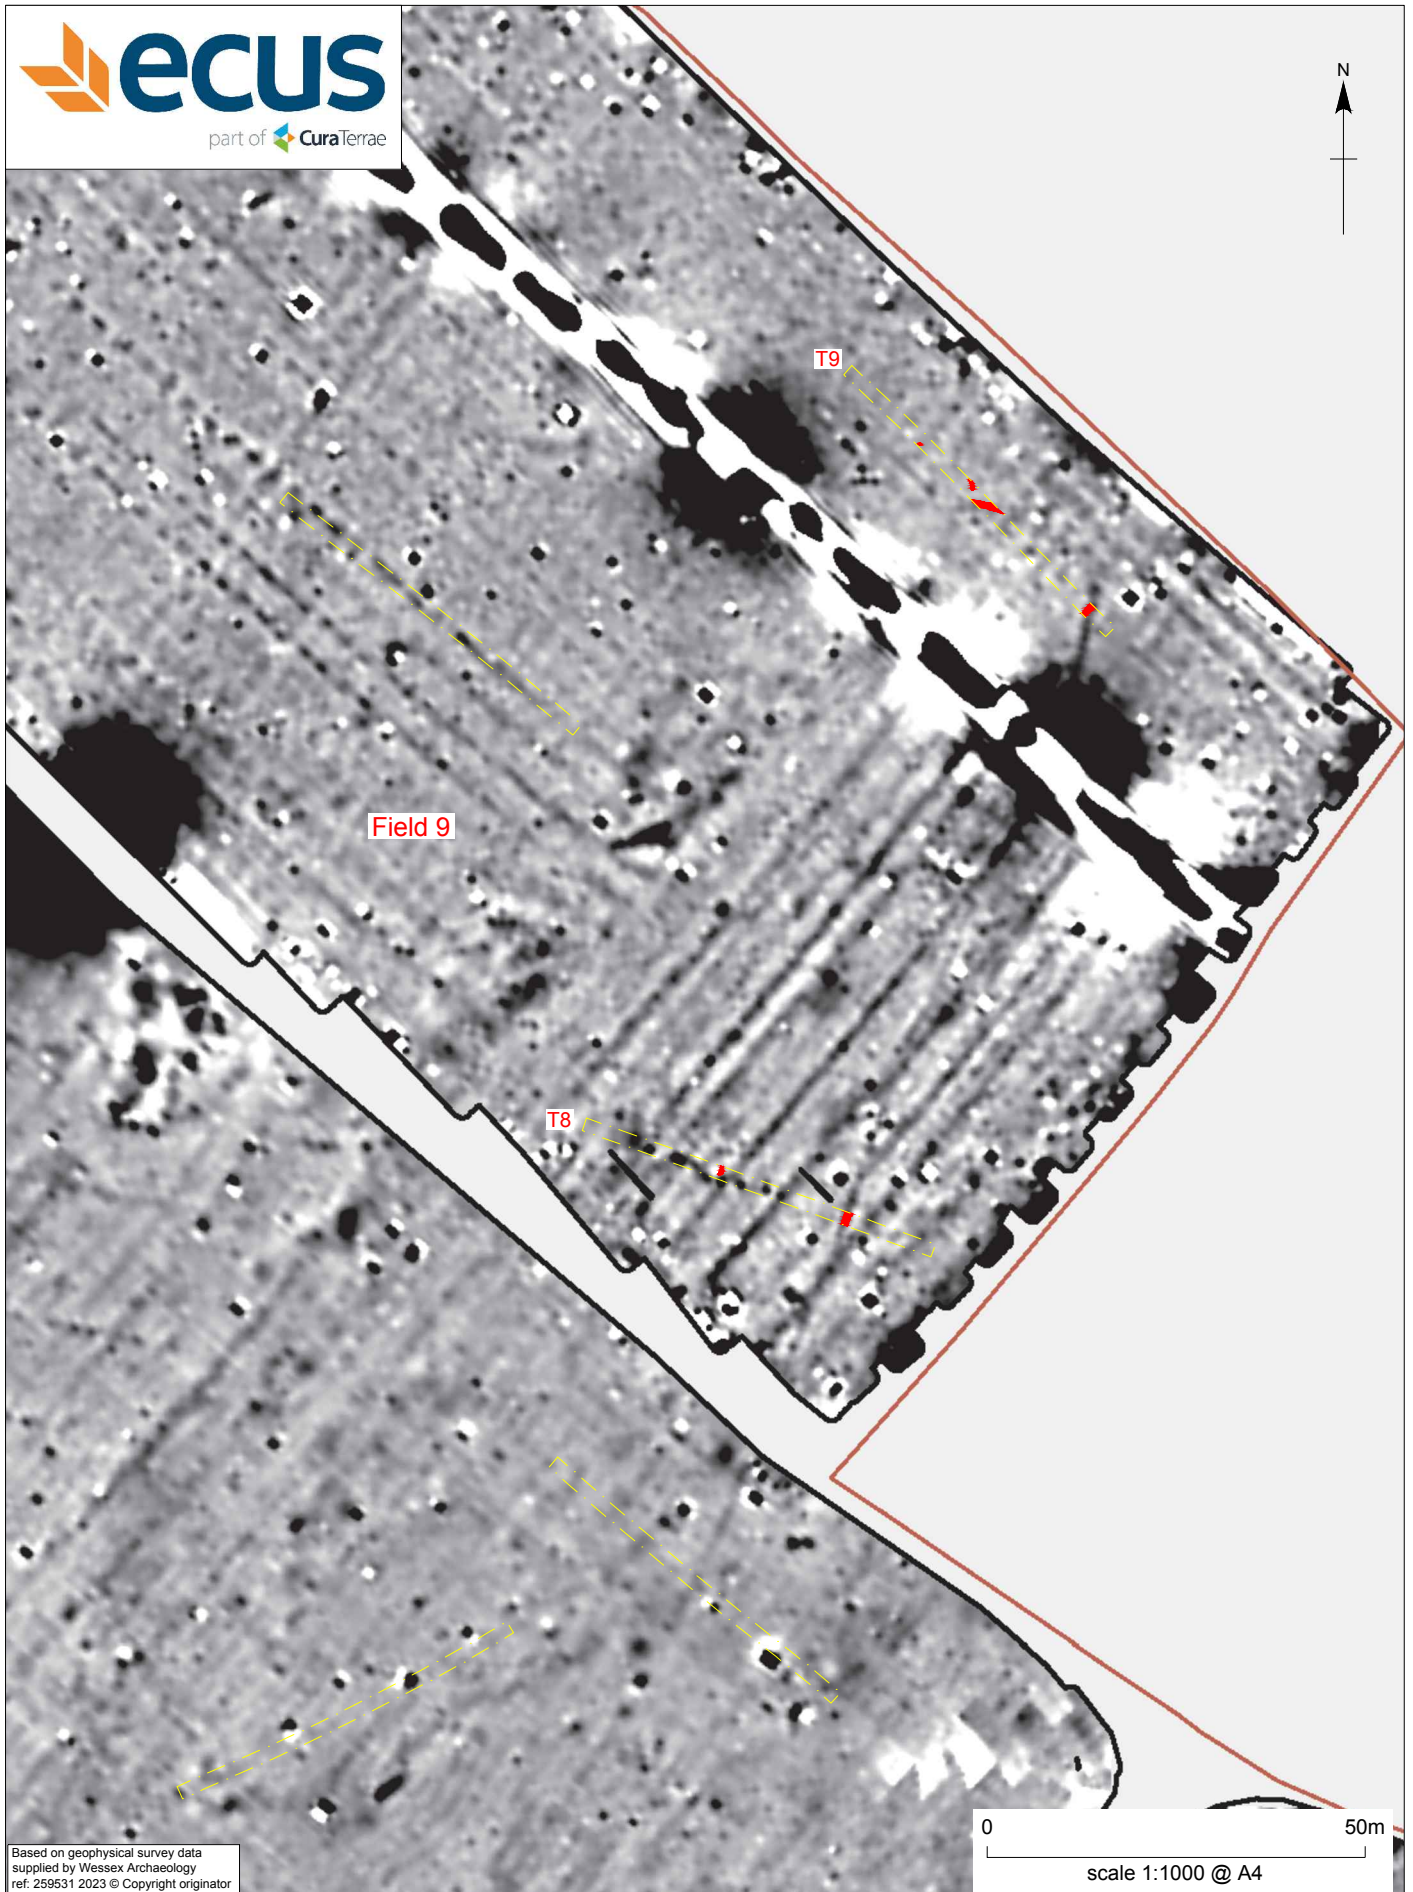 ecus
part of CuraTerrae
N
T9
Field 9
T8
0 50m
scale 1:1000 @ A4
Based on geophysical survey data
supplied by Wessex Archaeology
ref: 259531 2023 © Copyright originator